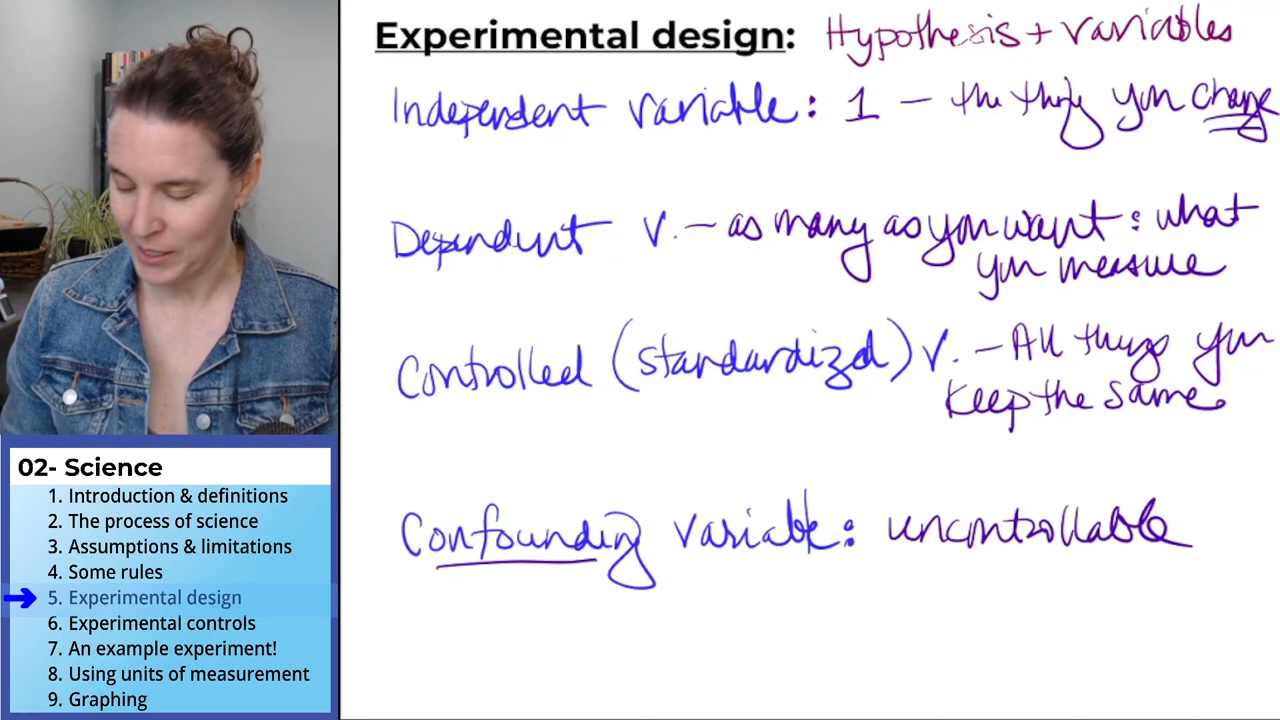 Experimental design: Hypothesis + variables
Independent variable: 1 - the thing you change
Dependent v. - as many as you want: what
you measure
Controlled (standardized) v. - All things you
keep the same.
Confounding variable: uncontrollable
02- Science
1. Introduction & definitions
2. The process of science
3. Assumptions & limitations
4. Some rules
5. Experimental design
6. Experimental controls
7. An example experiment!
8. Using units of measurement
9. Graphing